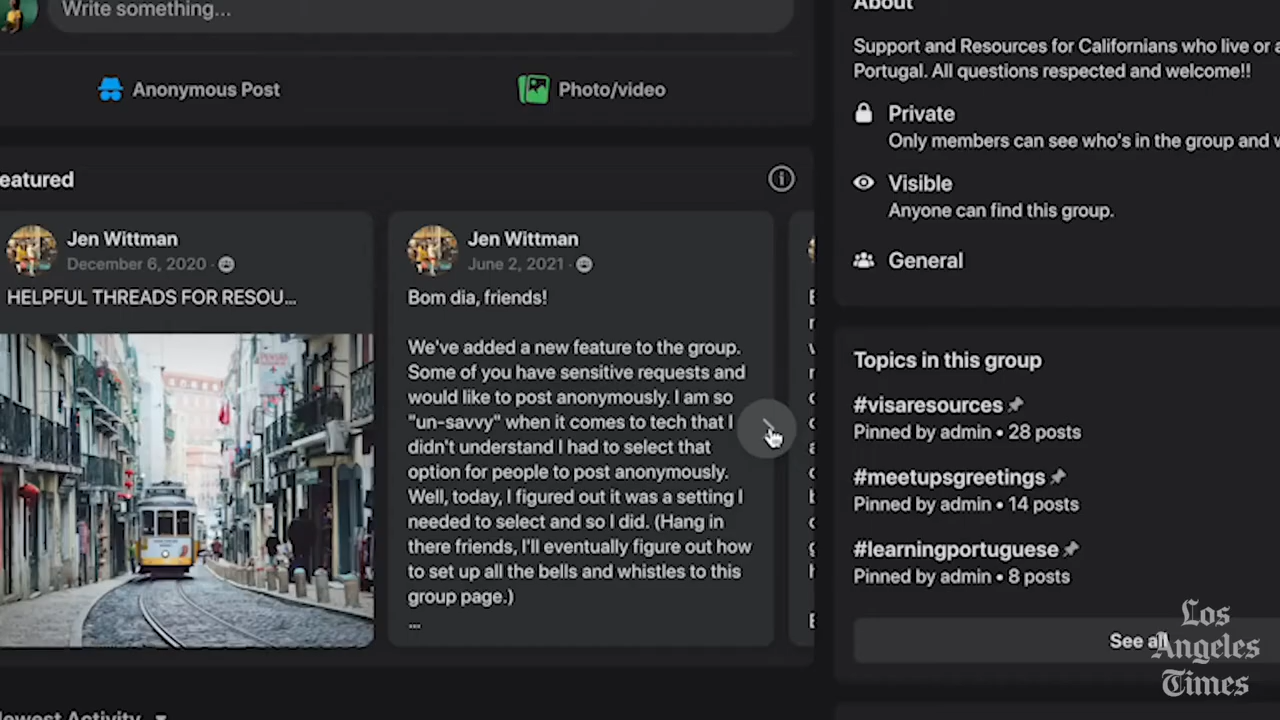 Write something...
Anonymous Post
Photo/video
eatured
Jen Wittman
December 6, 2020 ·
HELPFUL THREADS FOR RESOU...
Jen Wittman
June 2, 2021 ·
Bom dia, friends!
We've added a new feature to the group.
Some of you have sensitive requests and
would like to post anonymously. I am so
"un-savvy" when it comes to tech that I
didn't understand I had to select that
option for people to post anonymously.
Well, today, I figured out it was a setting I
needed to select and so I did. (Hang in
there friends, I'll eventually figure out how
to set up all the bells and whistles to this
group page.)
...
ewest Activity
About
Support and Resources for Californians who live or a
Portugal. All questions respected and welcome!!
Private
Only members can see who's in the group and w
Visible
Anyone can find this group.
General
Topics in this group
#visaresources
Pinned by admin • 28 posts
#meetupsgreetings
Pinned by admin • 14 posts
#learningportuguese
Pinned by admin • 8 posts
See all
Los
Angeles
Times